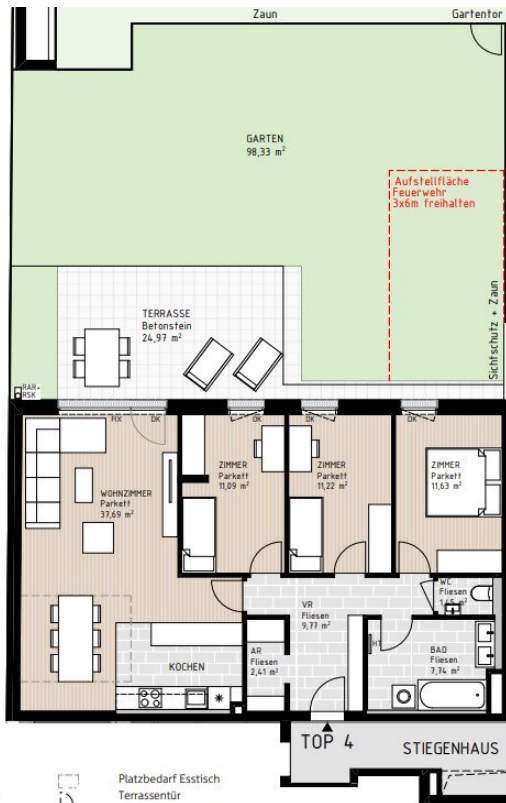 Zaun
Gartentor
GARTEN
98,33 m²
Aufstellfläche
Feuerwehr
3x6m freihalten
Sichtschutz + Zaun
TERRASSE
Betonstein
24,97 m²
RAR-
RSK
FIX
DK
DK
DK
DK
WOHNZIMMER
Parkett
37,69 m²
ZIMMER
Parkett
11,09 m²
ZIMMER
Parkett
11,22 m²
ZIMMER
Parkett
11,63 m²
WC
Fliesen
VR
Fliesen
9,77 m²
KOCHEN
AR
Fliesen
2,41 m²
HT
BAD
Fliesen
7,74 m²
TOP 4
STIEGENHAUS
Platzbedarf Esstisch
Terrassentür